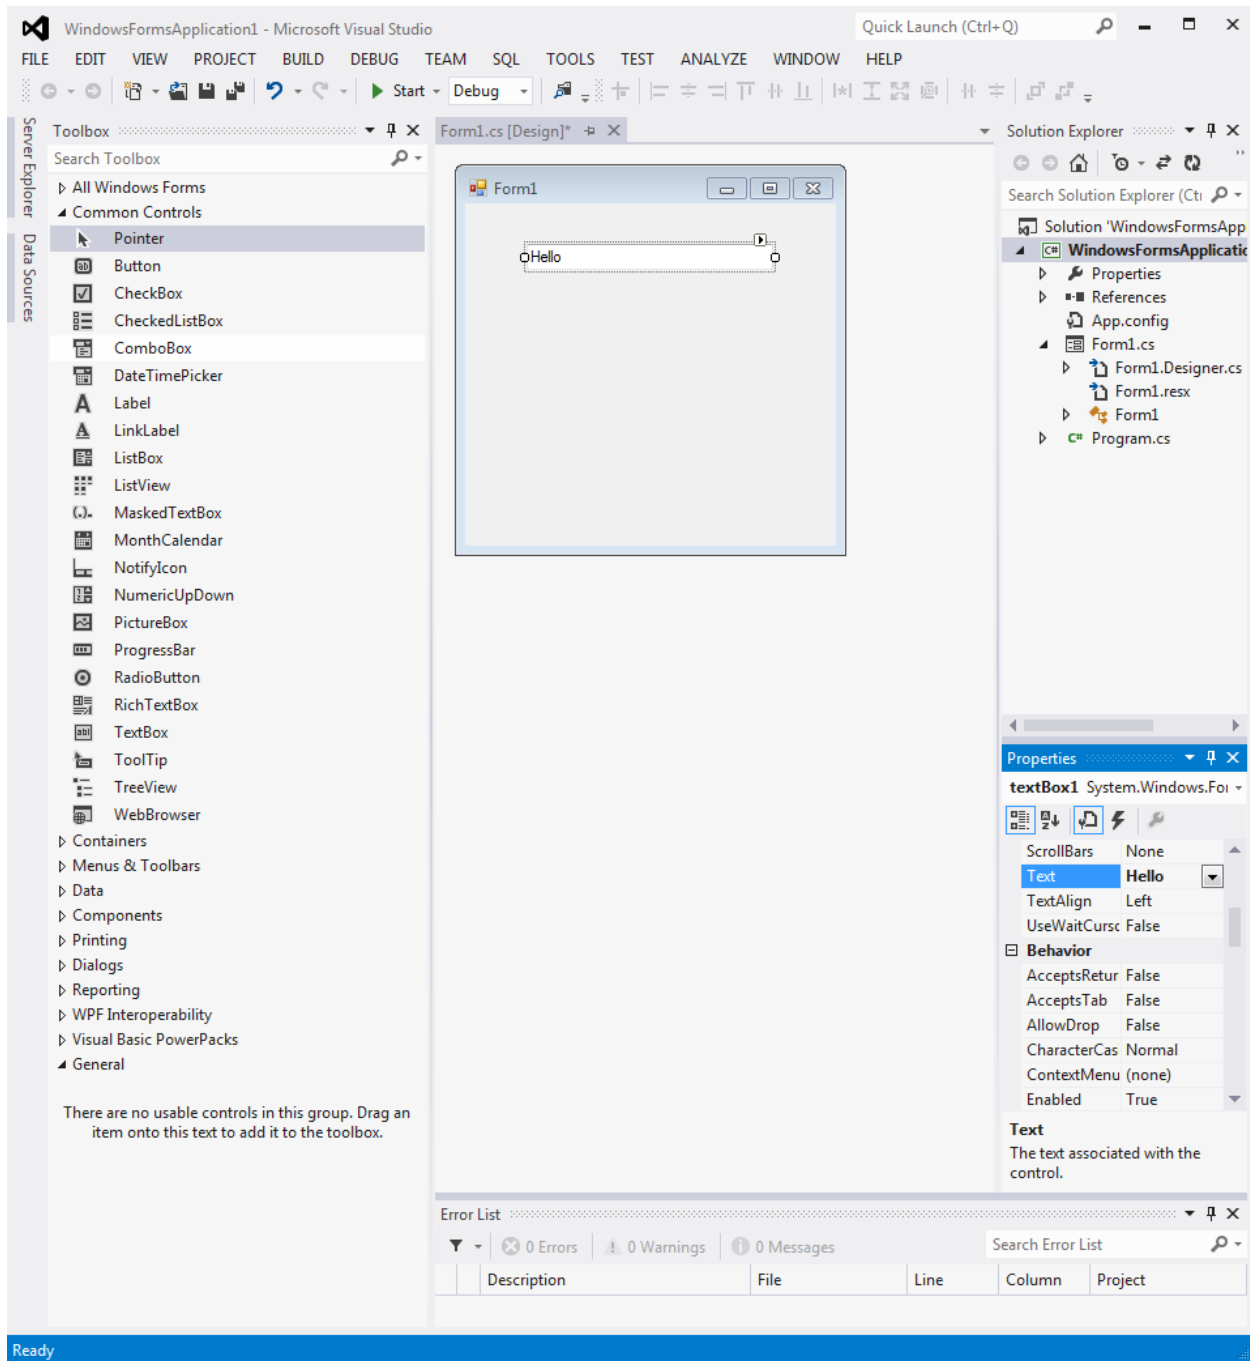 WindowsFormsApplication1 - Microsoft Visual Studio
Quick Launch (Ctrl+Q)
FILE EDIT VIEW PROJECT BUILD DEBUG TEAM SQL TOOLS TEST ANALYZE WINDOW HELP
Start Debug
Server Explorer
Data Sources
Toolbox
Search Toolbox
All Windows Forms
Common Controls
Pointer
Button
CheckBox
CheckedListBox
ComboBox
DateTimePicker
Label
LinkLabel
ListBox
ListView
MaskedTextBox
MonthCalendar
NotifyIcon
NumericUpDown
PictureBox
ProgressBar
RadioButton
RichTextBox
TextBox
ToolTip
TreeView
WebBrowser
Containers
Menus & Toolbars
Data
Components
Printing
Dialogs
Reporting
WPF Interoperability
Visual Basic PowerPacks
General
There are no usable controls in this group. Drag an
item onto this text to add it to the toolbox.
Form1.cs [Design]*
Form1
Hello
Solution Explorer
Search Solution Explorer (Ctr
Solution 'WindowsFormsApp
WindowsFormsApplicatio
Properties
References
App.config
Form1.cs
Form1.Designer.cs
Form1.resx
Form1
C# Program.cs
Properties
textBox1 System.Windows.For
ScrollBars None
Text Hello
TextAlign Left
UseWaitCurso False
Behavior
AcceptsRetur False
AcceptsTab False
AllowDrop False
CharacterCas Normal
ContextMenu (none)
Enabled True
Text
The text associated with the
control.
Error List
0 Errors 0 Warnings 0 Messages
Search Error List
Description File Line Column Project
Ready